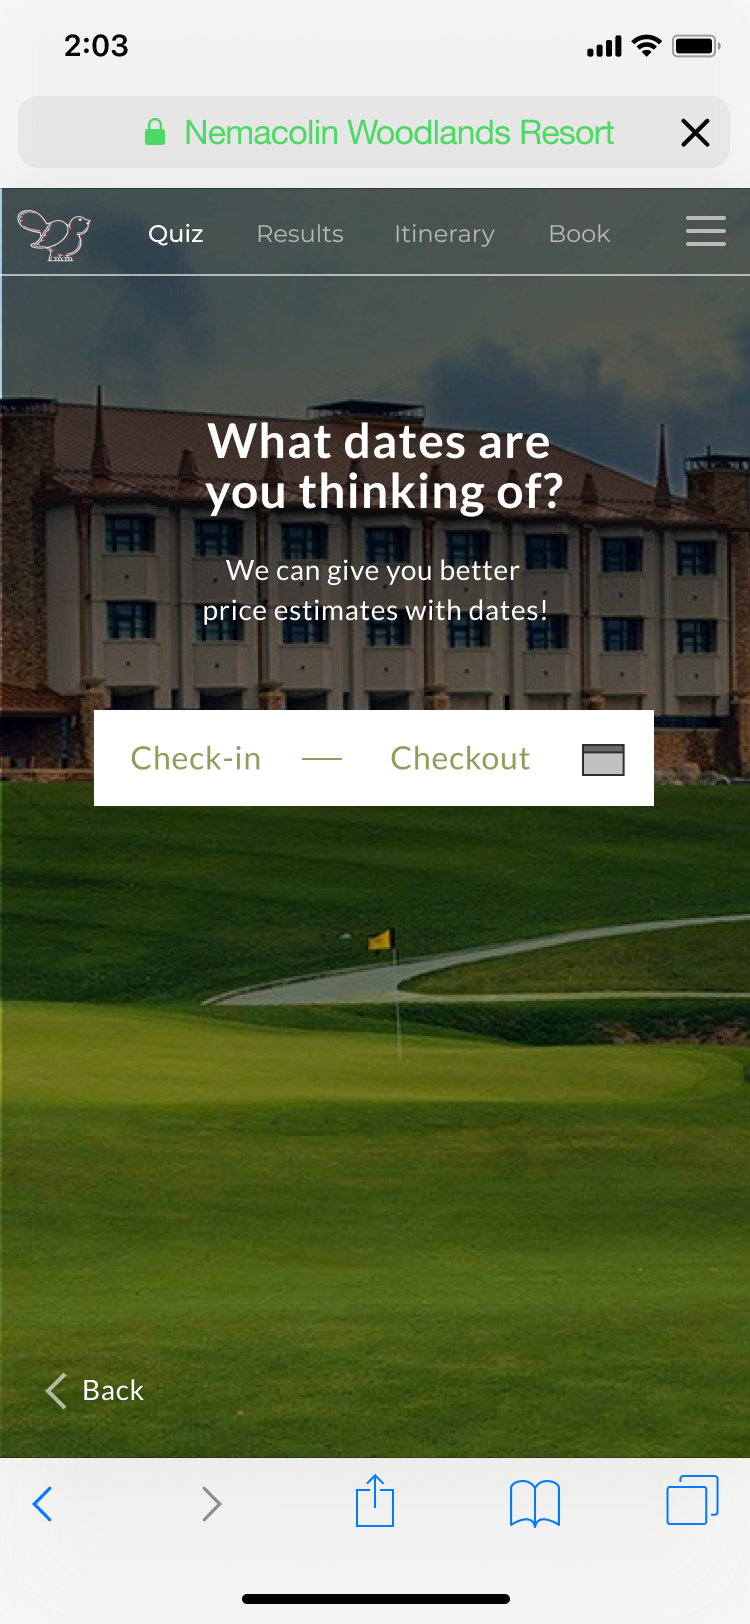 2:03
Nemacolin Woodlands Resort
Quiz Results Itinerary Book
What dates are
you thinking of?
We can give you better
price estimates with dates!
Check-in — Checkout
Back